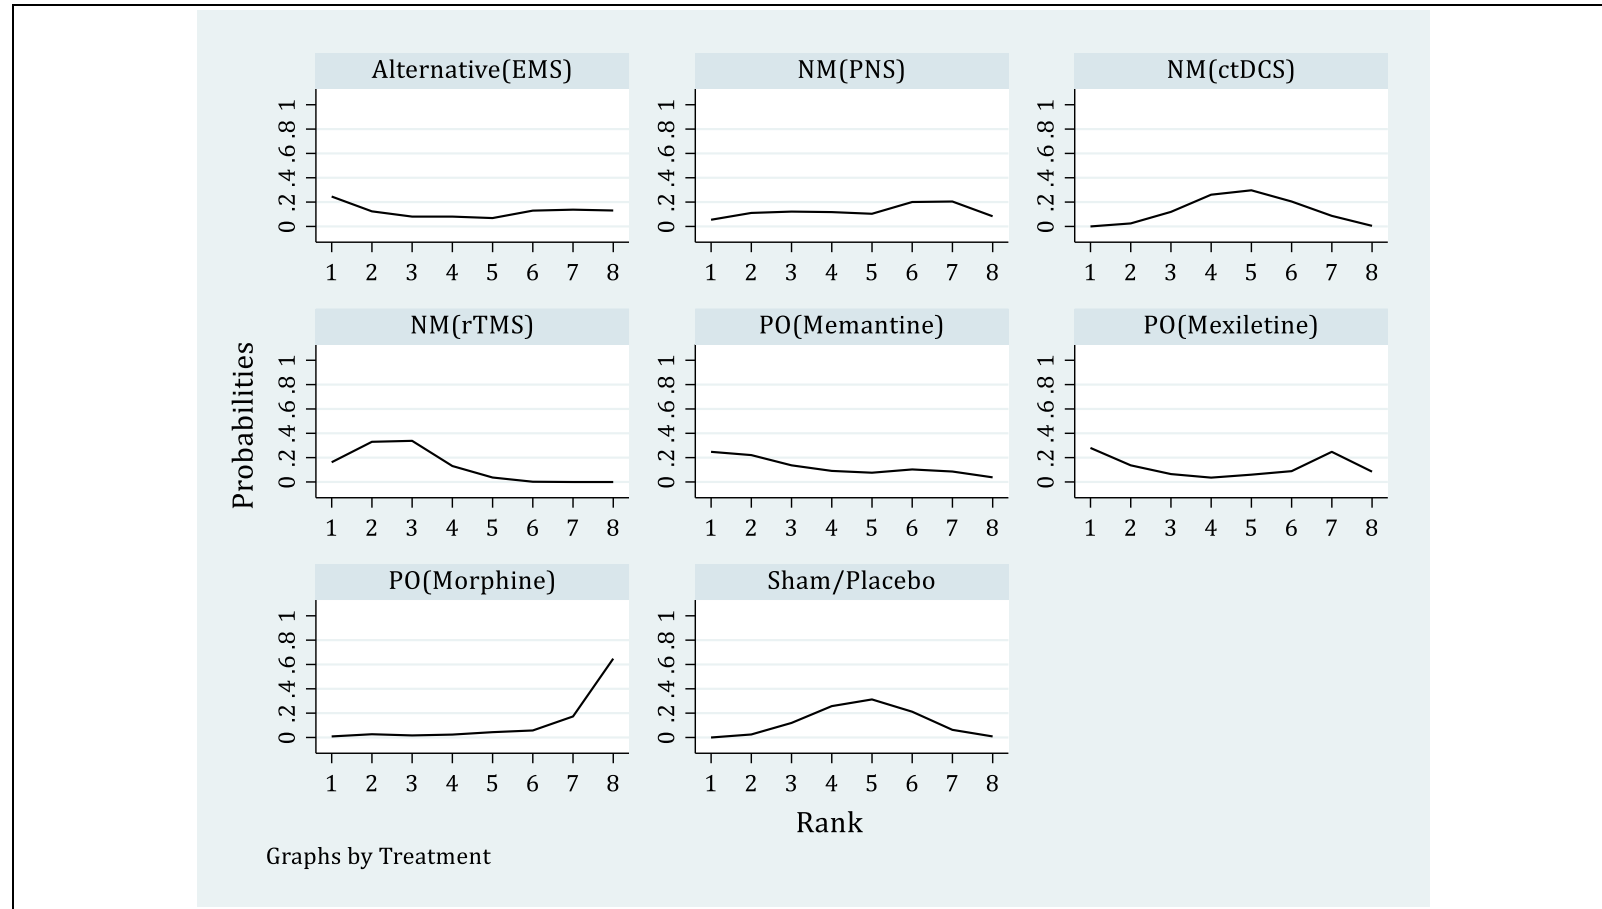 Alternative(EMS)
NM(PNS)
NM(ctDCS)
0 .2 .4 .6 .8 1
0 .2 .4 .6 .8 1
0 .2 .4 .6 .8 1
1 2 3 4 5 6 7 8
1 2 3 4 5 6 7 8
1 2 3 4 5 6 7 8
NM(rTMS)
PO(Memantine)
PO(Mexiletine)
Probabilities
0 .2 .4 .6 .8 1
0 .2 .4 .6 .8 1
0 .2 .4 .6 .8 1
1 2 3 4 5 6 7 8
1 2 3 4 5 6 7 8
1 2 3 4 5 6 7 8
PO(Morphine)
Sham/Placebo
0 .2 .4 .6 .8 1
0 .2 .4 .6 .8 1
1 2 3 4 5 6 7 8
1 2 3 4 5 6 7 8
Rank
Graphs by Treatment